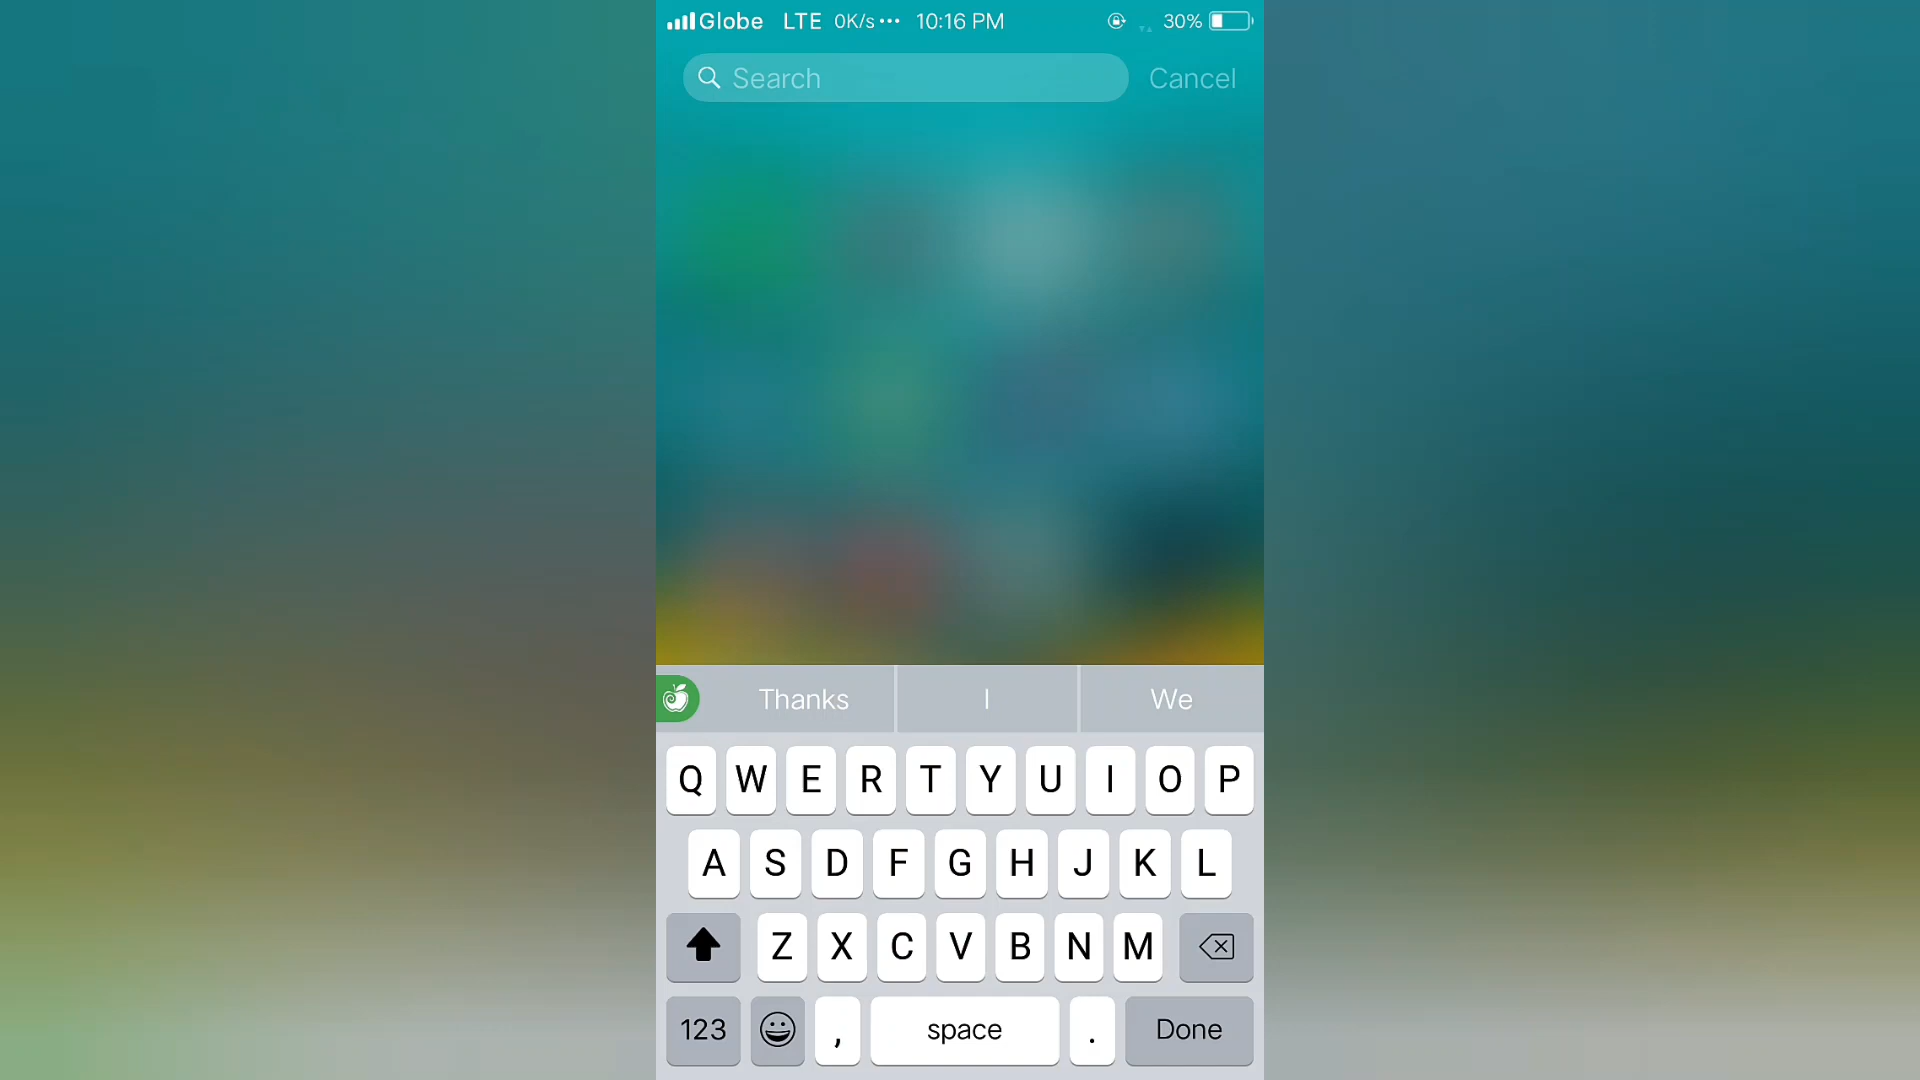 Globe LTE 0K/s... 10:16 PM 30%
Search Cancel
Thanks I We
Q W E R T Y U I O P
A S D F G H J K L
Z X C V B N M
123 , space . Done